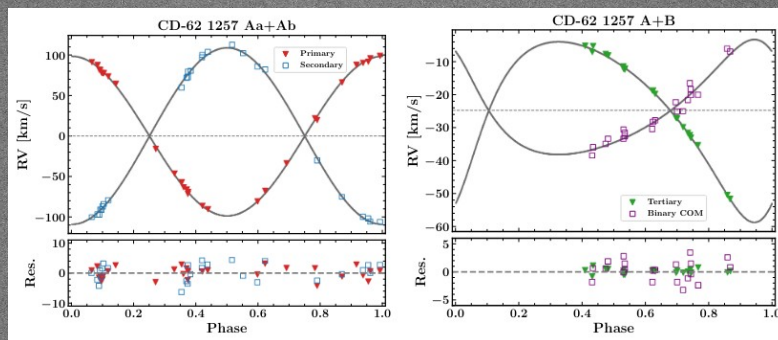 CD-62 1257 Aa+Ab
RV [km/s]
100
50
0
−50
−100
Primary
Secondary
Res.
10
0
−10
0.0 0.2 0.4 0.6 0.8 1.0
Phase
CD-62 1257 A+B
RV [km/s]
−10
−20
−30
−40
−50
−60
Tertiary
Binary COM
Res.
5
0
−5
0.0 0.2 0.4 0.6 0.8 1.0
Phase